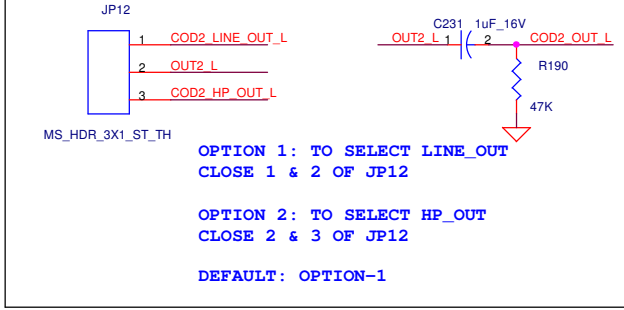 JP12
1 COD2_LINE_OUT_L
2 OUT2_L
3 COD2_HP_OUT_L
MS_HDR_3X1_ST_TH
C231 1uF_16V
OUT2_L 1 2 COD2_OUT_L
R190
47K
OPTION 1: TO SELECT LINE_OUT
CLOSE 1 & 2 OF JP12
OPTION 2: TO SELECT HP_OUT
CLOSE 2 & 3 OF JP12
DEFAULT: OPTION-1